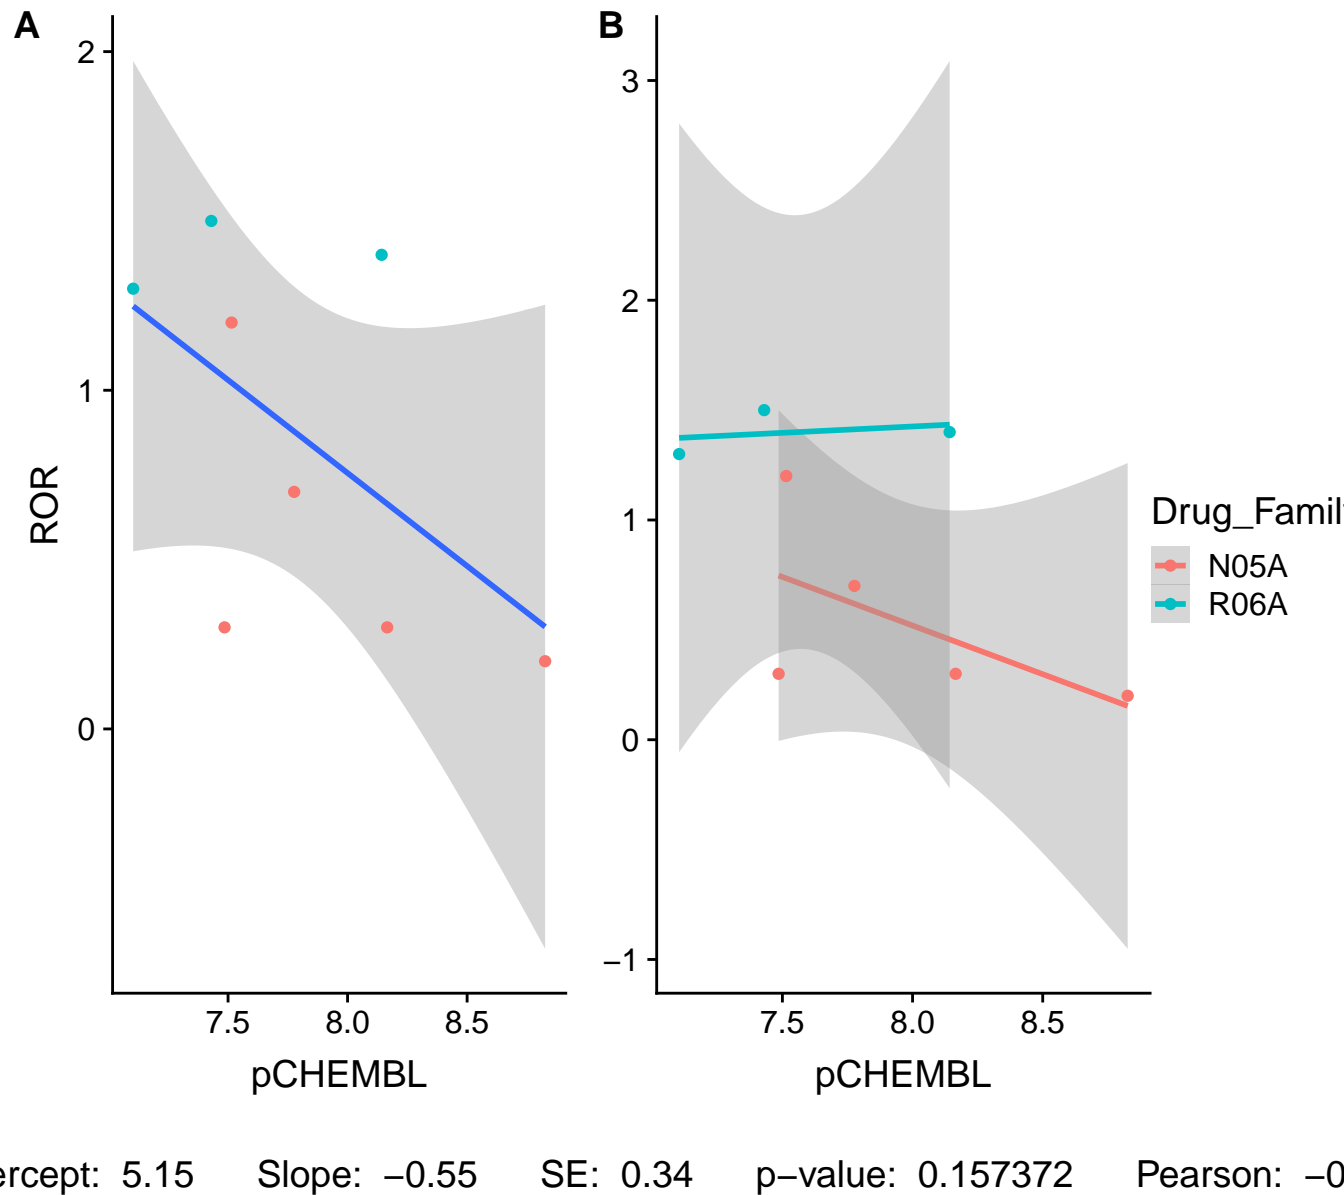 A
B
2
1
0
ROR
7.5 8.0 8.5
pCHEMBL
3
2
1
0
−1
7.5 8.0 8.5
pCHEMBL
Drug_Famil
N05A
R06A
ercept: 5.15 Slope: −0.55 SE: 0.34 p−value: 0.157372 Pearson: −0